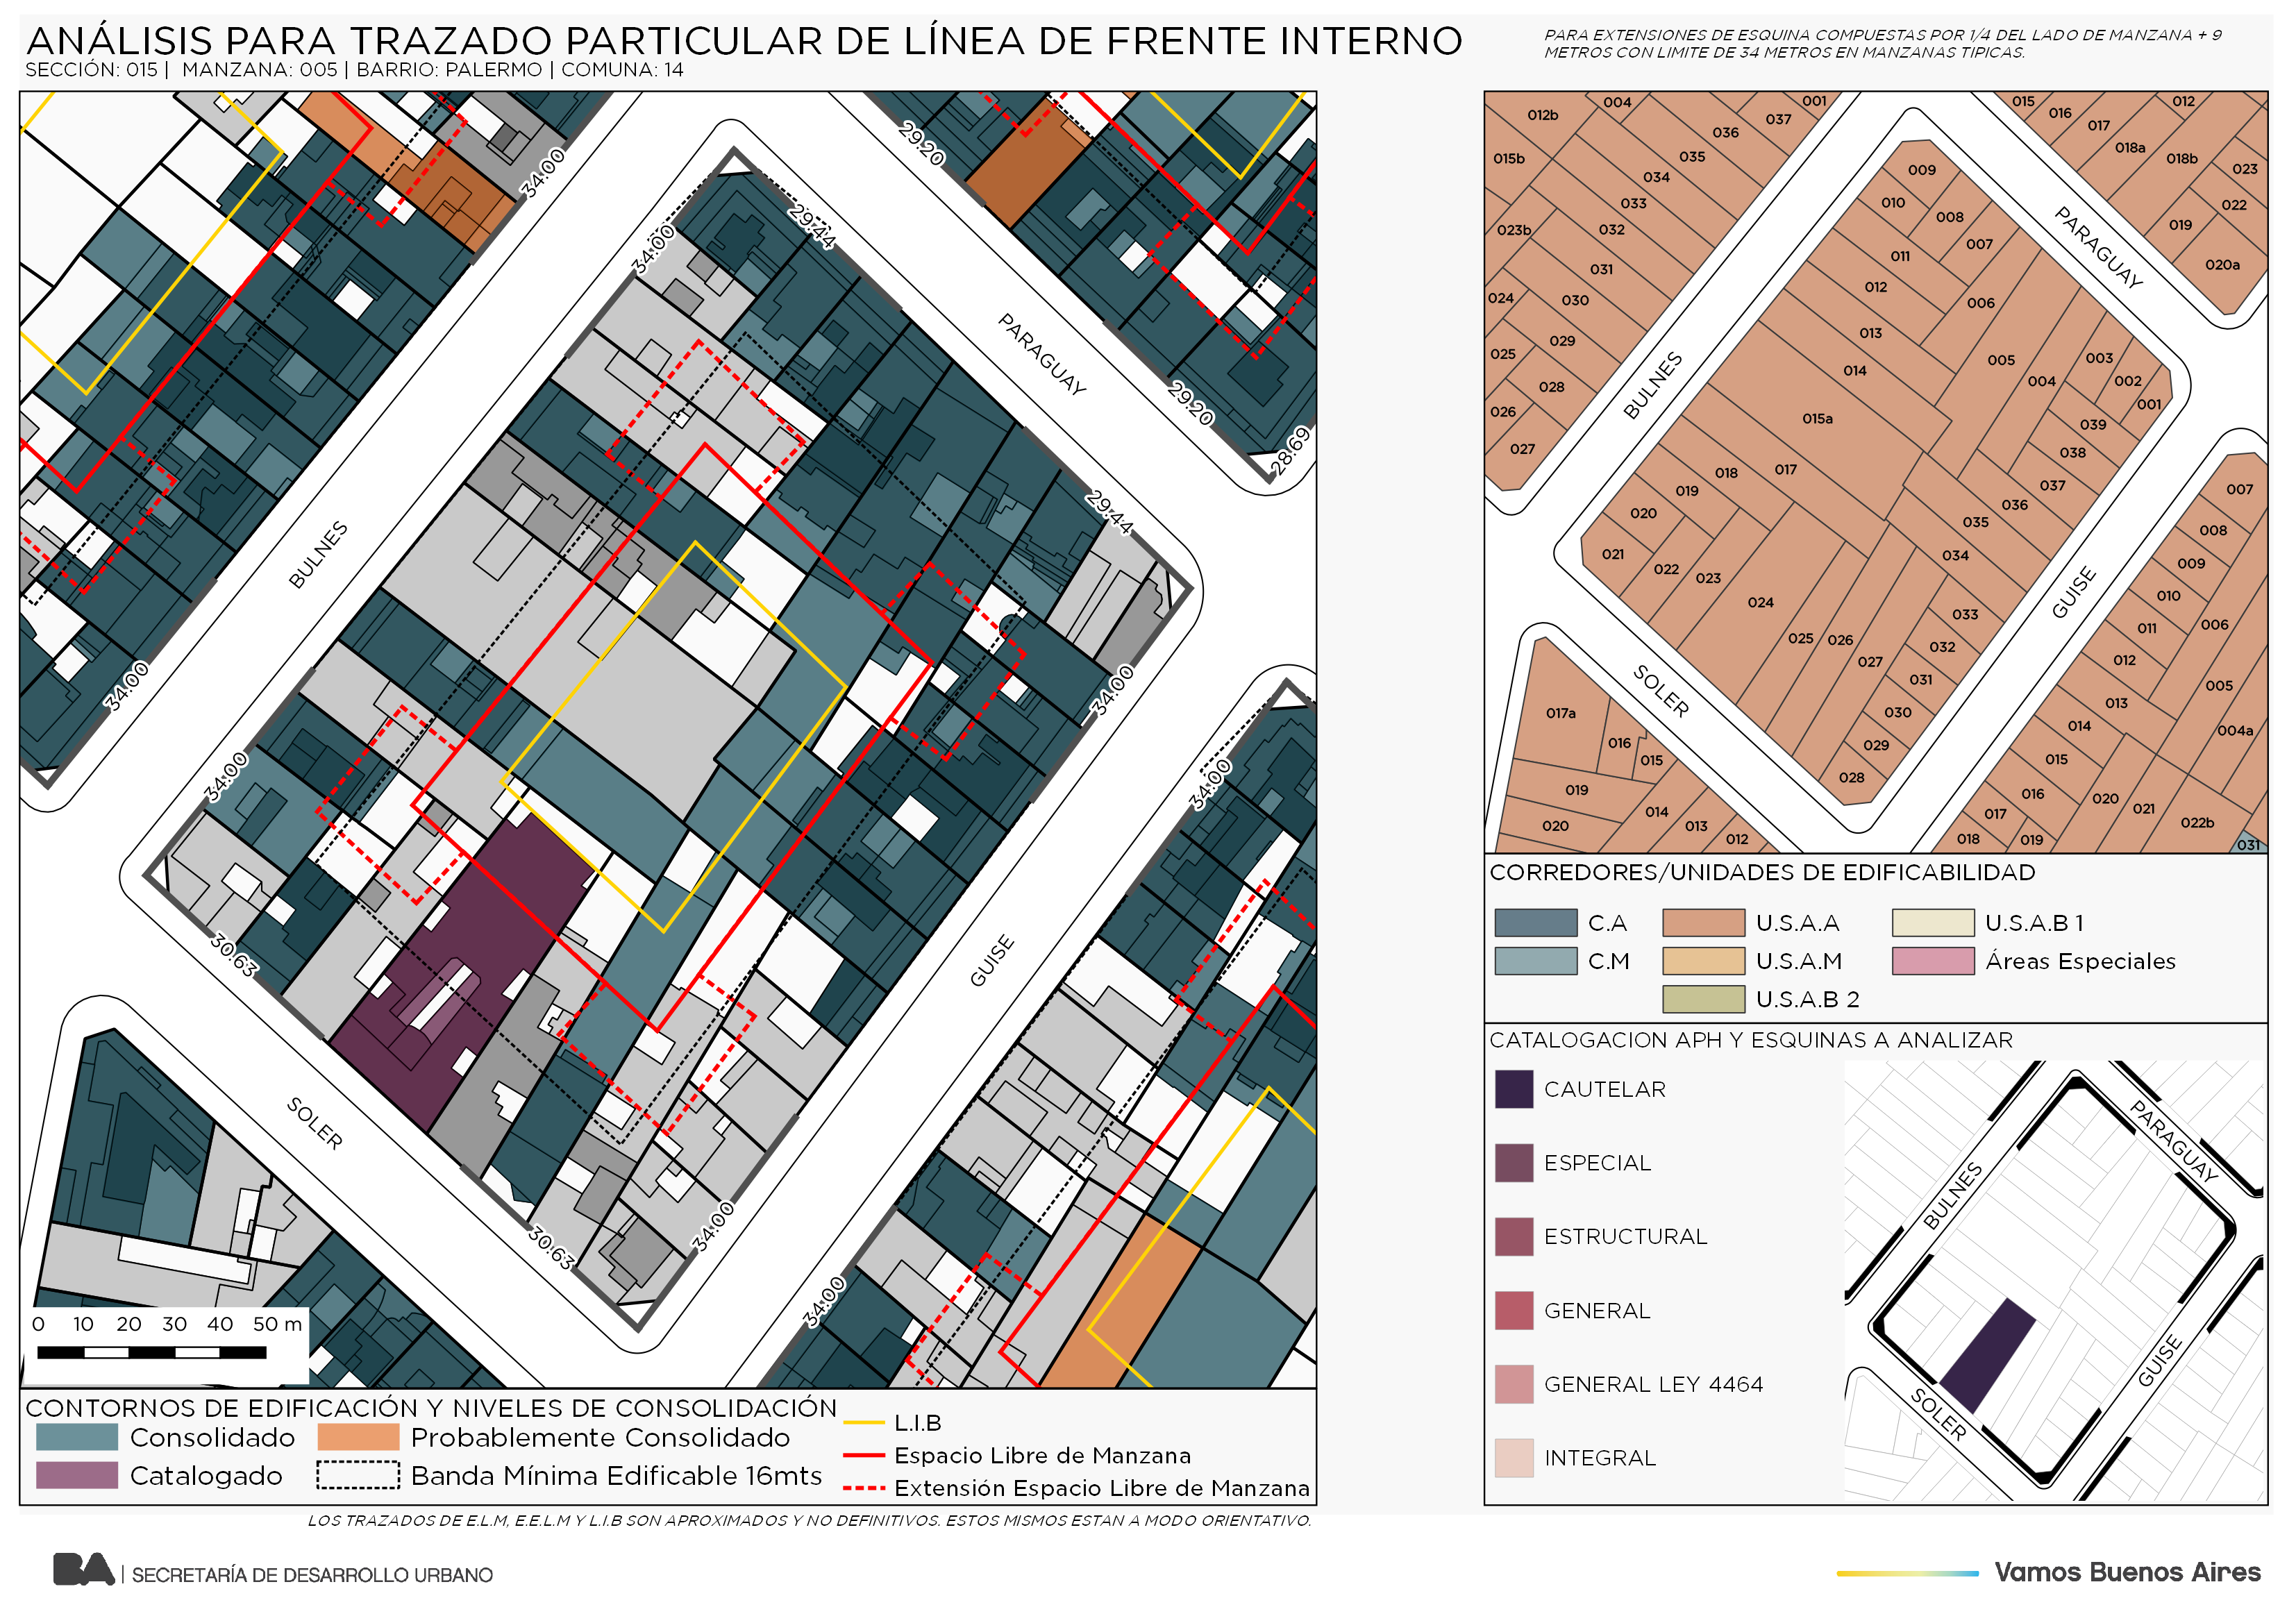 ANÁLISIS PARA TRAZADO PARTICULAR DE LÍNEA DE FRENTE INTERNO
SECCIÓN: 015 | MANZANA: 005 | BARRIO: PALERMO | COMUNA: 14
PARA EXTENSIONES DE ESQUINA COMPUESTAS POR 1/4 DEL LADO DE MANZANA + 9
METROS CON LIMITE DE 34 METROS EN MANZANAS TIPICAS.
34:00
29.20
34:00
29.44
PARAGUAY
29.20
28.69
29.44
BULNES
34:00
34:00
34:00
34:00
30.63
GUISE
SOLER
30.63
34:00
34:00
0 10 20 30 40 50 m
CONTORNOS DE EDIFICACIÓN Y NIVELES DE CONSOLIDACIÓN
Consolidado
Probablemente Consolidado
Catalogado
Banda Mínima Edificable 16mts
L.I.B
Espacio Libre de Manzana
Extensión Espacio Libre de Manzana
LOS TRAZADOS DE E.L.M, E.E.L.M Y L.I.B SON APROXIMADOS Y NO DEFINITIVOS. ESTOS MISMOS ESTAN A MODO ORIENTATIVO.
012b
004
001
037
036
035
015b
034
033
032
023b
031
030
024
029
025
028
026
027
015
016
012
017
018a
018b
023
022
019
020a
009
010
008
007
011
012
006
013
014
005
003
004
002
001
015a
039
038
018
017
037
019
036
020
035
021
034
022
023
024
033
025
026
032
027
031
030
029
028
007
008
009
010
006
011
012
005
013
014
004a
015
016
020
021
017
022b
018
019
031
017a
016
015
019
014
020
013
012
BULNES
PARAGUAY
GUISE
SOLER
CORREDORES/UNIDADES DE EDIFICABILIDAD
C.A
U.S.A.A
U.S.A.B 1
C.M
U.S.A.M
Áreas Especiales
U.S.A.B 2
CATALOGACION APH Y ESQUINAS A ANALIZAR
CAUTELAR
ESPECIAL
ESTRUCTURAL
GENERAL
GENERAL LEY 4464
INTEGRAL
PARAGUAY
BULNES
GUISE
SOLER
BA | SECRETARÍA DE DESARROLLO URBANO
Vamos Buenos Aires